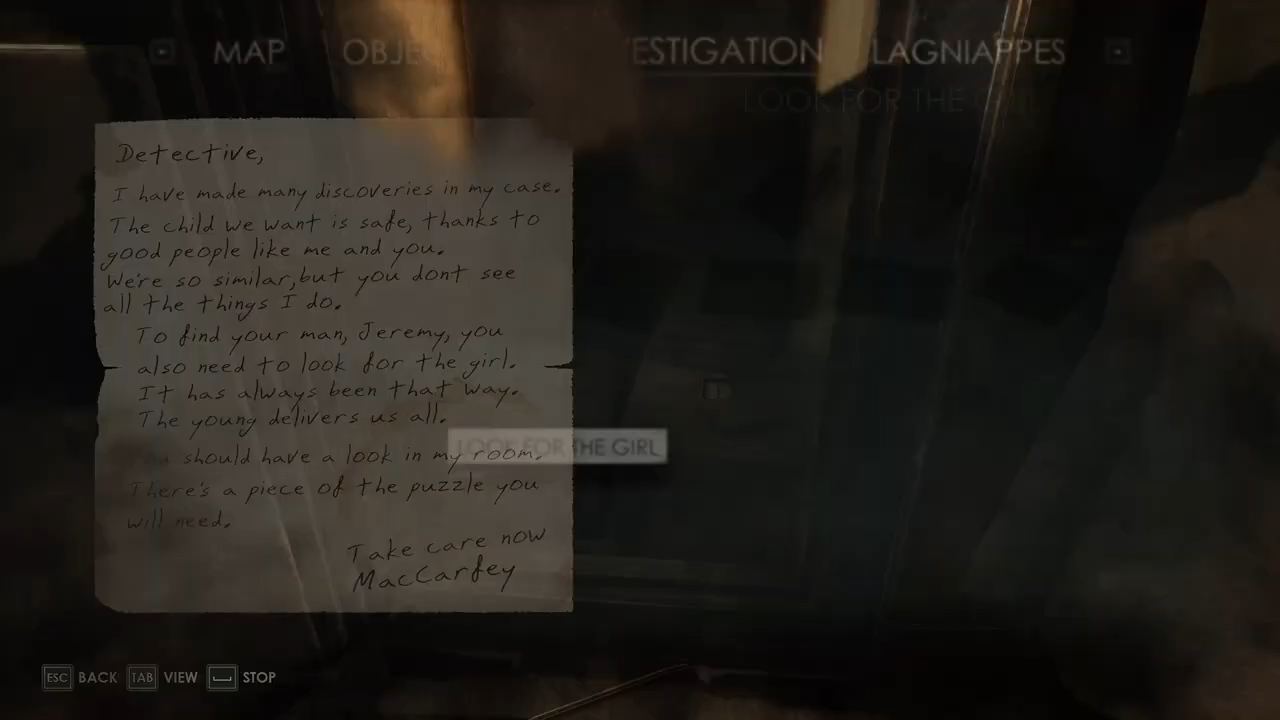 MAP OBJEC ESTIGATION LAGNIAPPES
LOOK FOR THE
Detective,
I have made many discoveries in my case.
The child we want is safe, thanks to
good people like me and you.
We're so similar, but you dont see
all the things I do.
To find your man, Jeremy, you
also need to look for the girl.
It has always been that way.
The young delivers us all.
LOOK FOR THE GIRL
should have a look in my room.
There's a piece of the puzzle you
will need.
Take care now
MacCarfey
ESC BACK TAB VIEW STOP